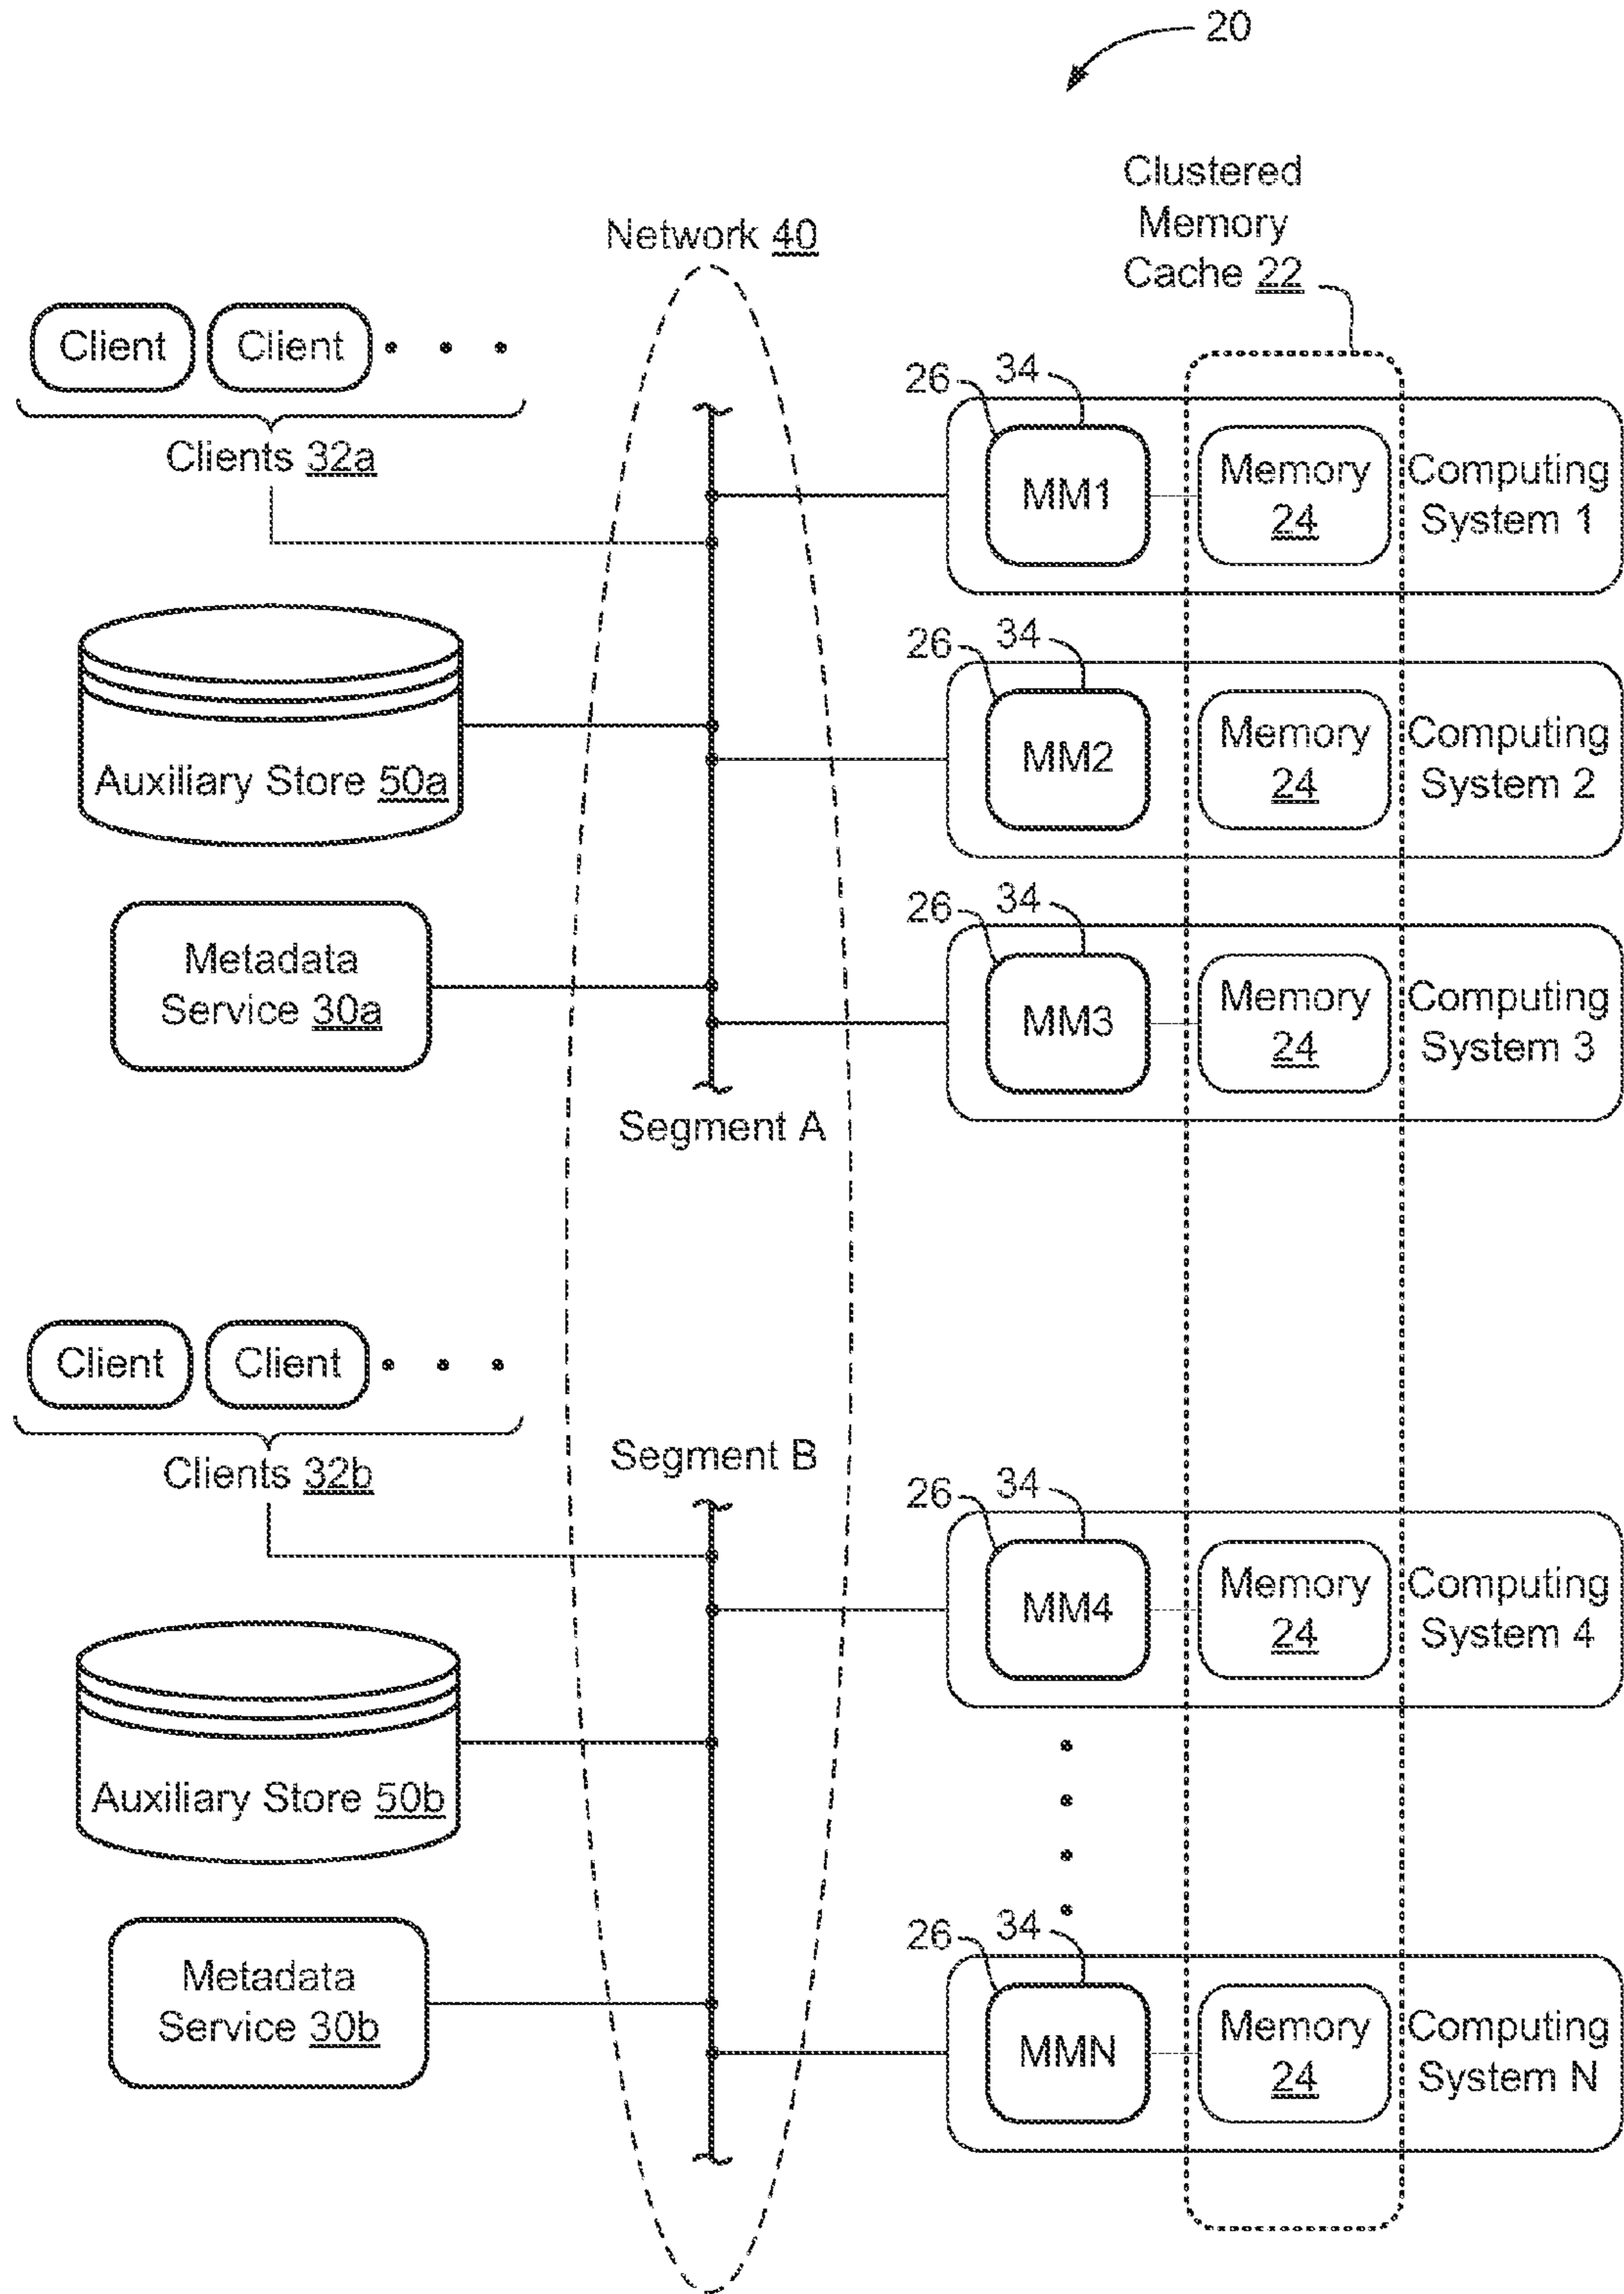 20
Clustered
Memory
Cache 22
Network 40
Client
Client
Clients 32a
26
34
MM1
Memory
24
Computing
System 1
Auxiliary Store 50a
26
34
MM2
Memory
24
Computing
System 2
Metadata
Service 30a
26
34
MM3
Memory
24
Computing
System 3
Segment A
Client
Client
Clients 32b
Segment B
26
34
MM4
Memory
24
Computing
System 4
Auxiliary Store 50b
Metadata
Service 30b
26
34
MMN
Memory
24
Computing
System N